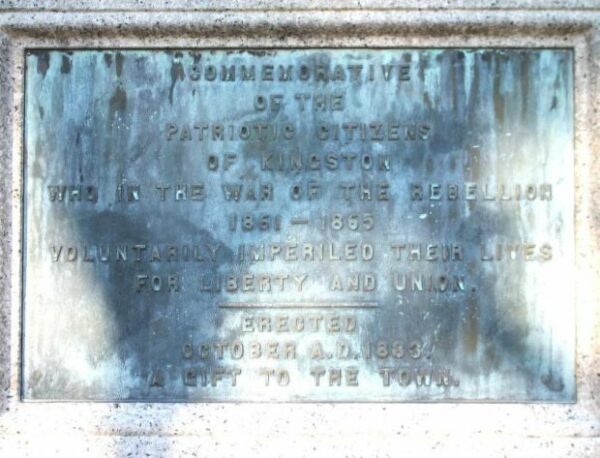 COMMEMORATIVE
OF THE
PATRIOTIC CITIZENS
OF KINGSTON
WHO IN THE WAR OF THE REBELLION
1861 — 1865
VOLUNTARILY IMPERILED THEIR LIVES
FOR LIBERTY AND UNION.
ERECTED
OCTOBER A.D. 1883.
A GIFT TO THE TOWN.